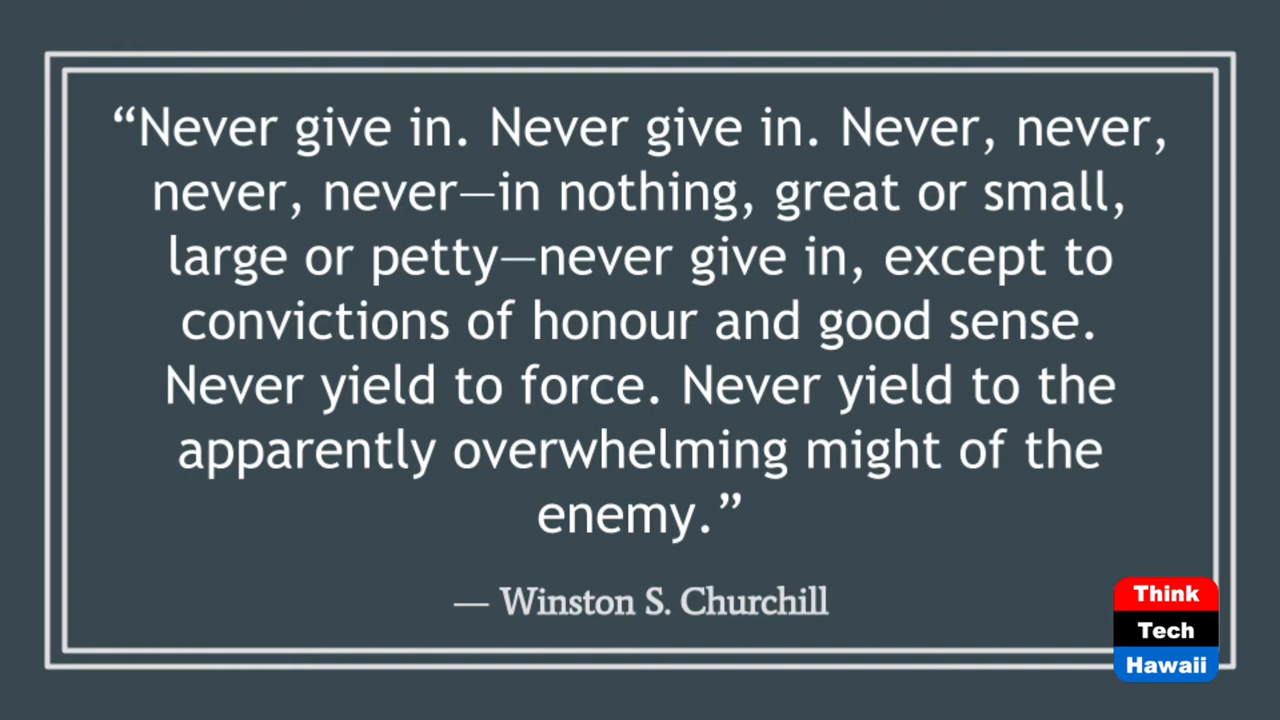 “Never give in. Never give in. Never, never,
never, never—in nothing, great or small,
large or petty—never give in, except to
convictions of honour and good sense.
Never yield to force. Never yield to the
apparently overwhelming might of the
enemy.”
— Winston S. Churchill
Think
Tech
Hawaii